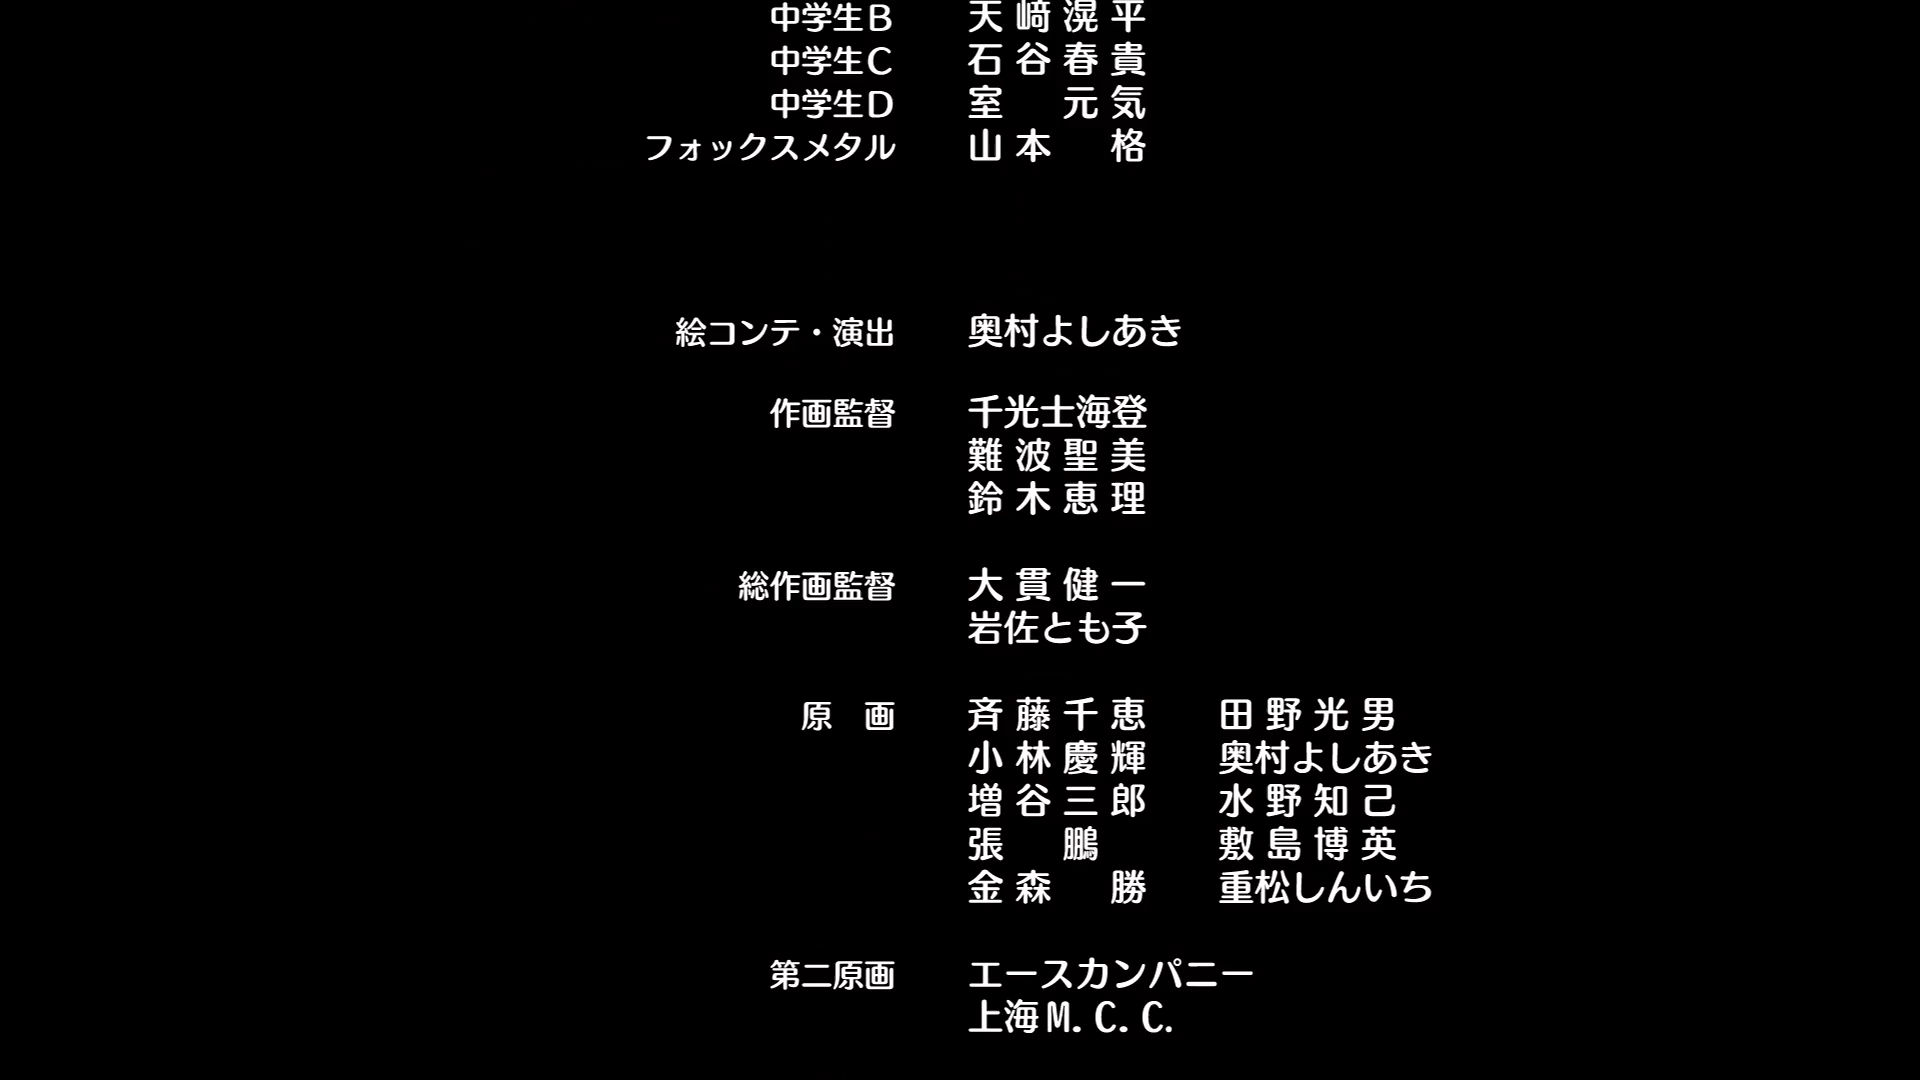 中学生B 天﨑滉平
中学生C 石谷春貴
中学生D 室 元気
フォックスメタル 山本 格
絵コンテ・演出 奥村よしあき
作画監督 千光士海登
難波聖美
鈴木恵理
総作画監督 大貫健一
岩佐とも子
原 画 斉藤千恵 田野光男
小林慶輝 奥村よしあき
増谷三郎 水野知己
張 鵬 敷島博英
金森 勝 重松しんいち
第二原画 エースカンパニー
上海M.C.C.